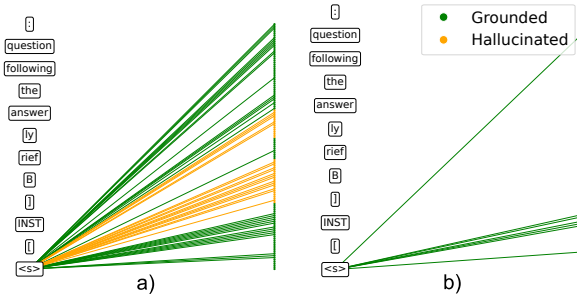 :
question
following
the
answer
ly
rief
B
]
INST
[
<s>
a)
:
question
following
the
answer
ly
rief
B
]
INST
[
<s>
b)
Grounded
Hallucinated